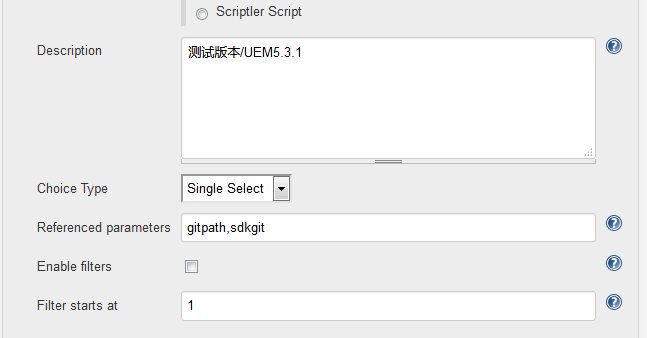 Scriptler Script
Description
测试版本/UEM5.3.1
Choice Type
Single Select
Referenced parameters
gitpath,sdkgit
Enable filters
Filter starts at
1